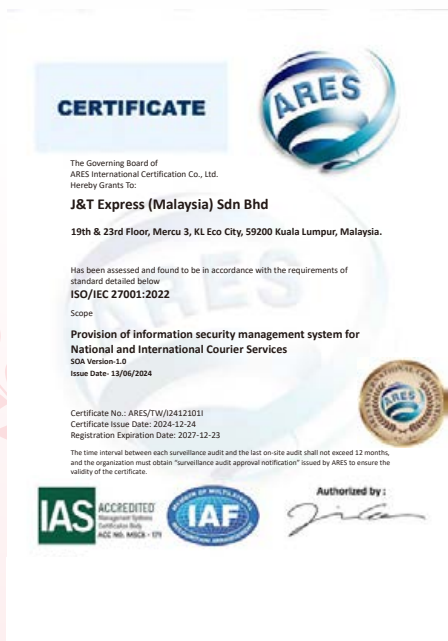 CERTIFICATE
ARES
The Governing Board of
ARES International Certification Co., Ltd.
Hereby Grants To:
J&T Express (Malaysia) Sdn Bhd
19th & 23rd Floor, Mercu 3, KL Eco City, 59200 Kuala Lumpur, Malaysia.
Has been assessed and found to be in accordance with the requirements of
standard detailed below
ISO/IEC 27001:2022
Scope
Provision of information security management system for
National and International Courier Services
SOA Version-1.0
Issue Date- 13/06/2024
ARES
Certificate No.: ARES/TW/I2412101I
Certificate Issue Date: 2024-12-24
Registration Expiration Date: 2027-12-23
The time interval between each surveillance audit and the last on-site audit shall not exceed 12 months,
and the organization must obtain "surveillance audit approval notification" issued by ARES to ensure the
validity of the certificate.
IAS
ACCREDITED
Management Systems
Certification Body
ACC NO. MSCB - 171
MEMBER OF MULTILATERAL
IAF
RECOGNITION ARRANGEMENT
Authorized by :